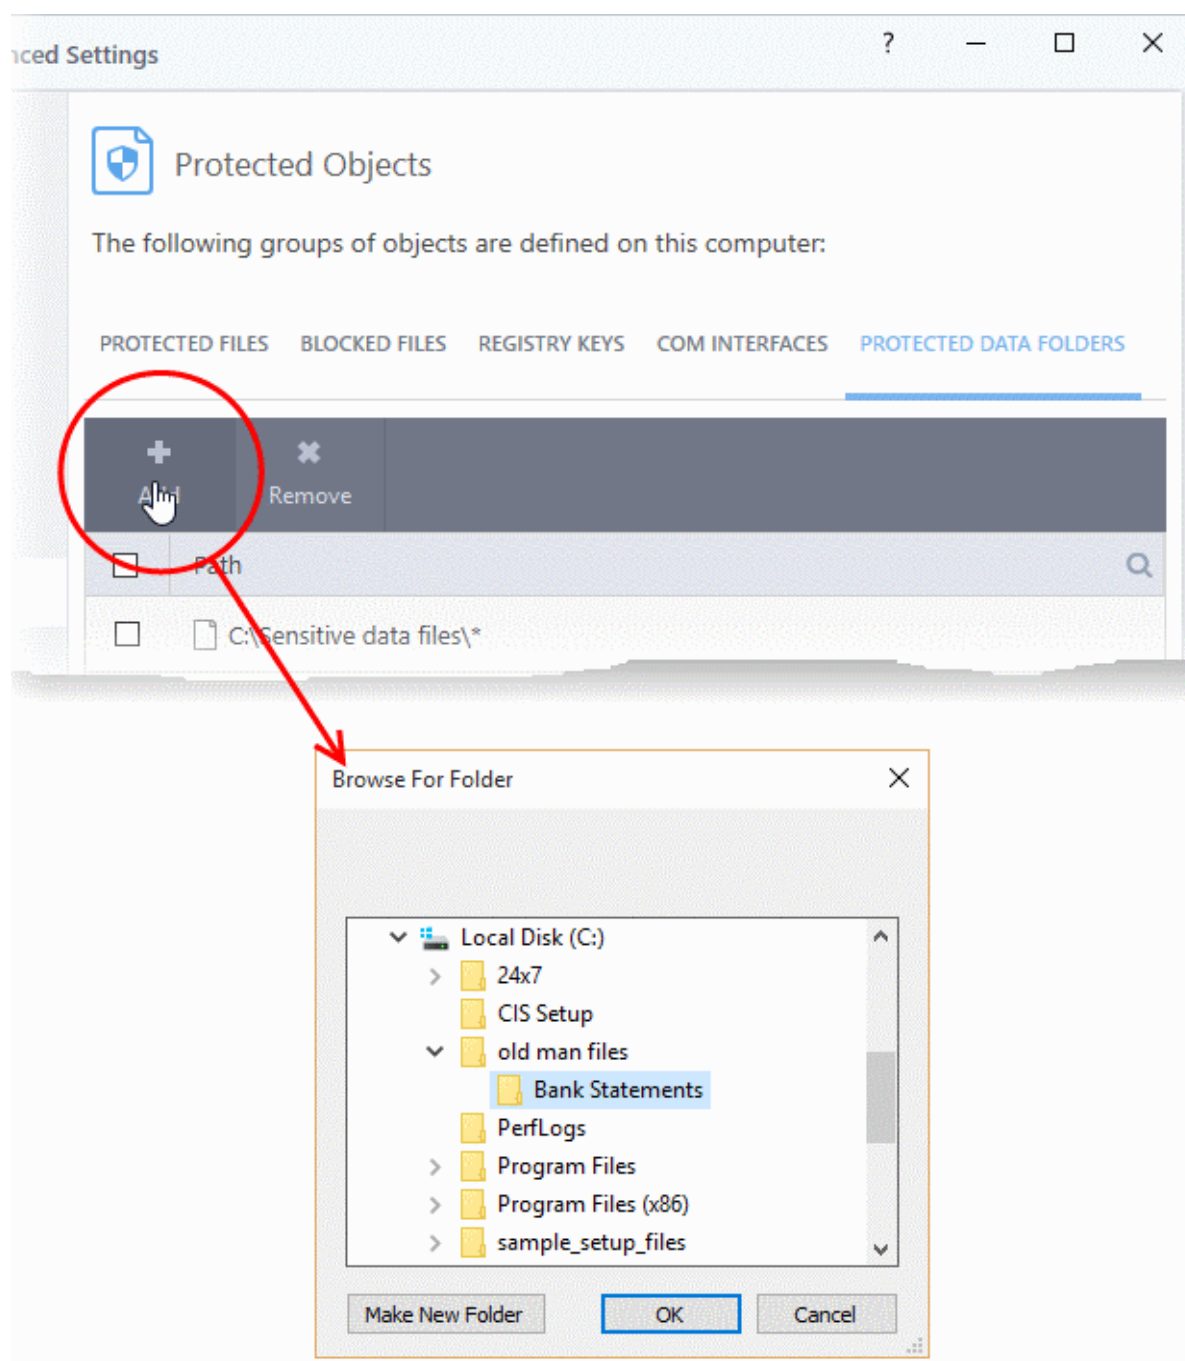 nced Settings
?
Protected Objects
The following groups of objects are defined on this computer:
PROTECTED FILES BLOCKED FILES REGISTRY KEYS COM INTERFACES PROTECTED DATA FOLDERS
Add Remove
Path
C:\Sensitive data files\*
Browse For Folder
Local Disk (C:)
24x7
CIS Setup
old man files
Bank Statements
PerfLogs
Program Files
Program Files (x86)
sample_setup_files
Make New Folder OK Cancel